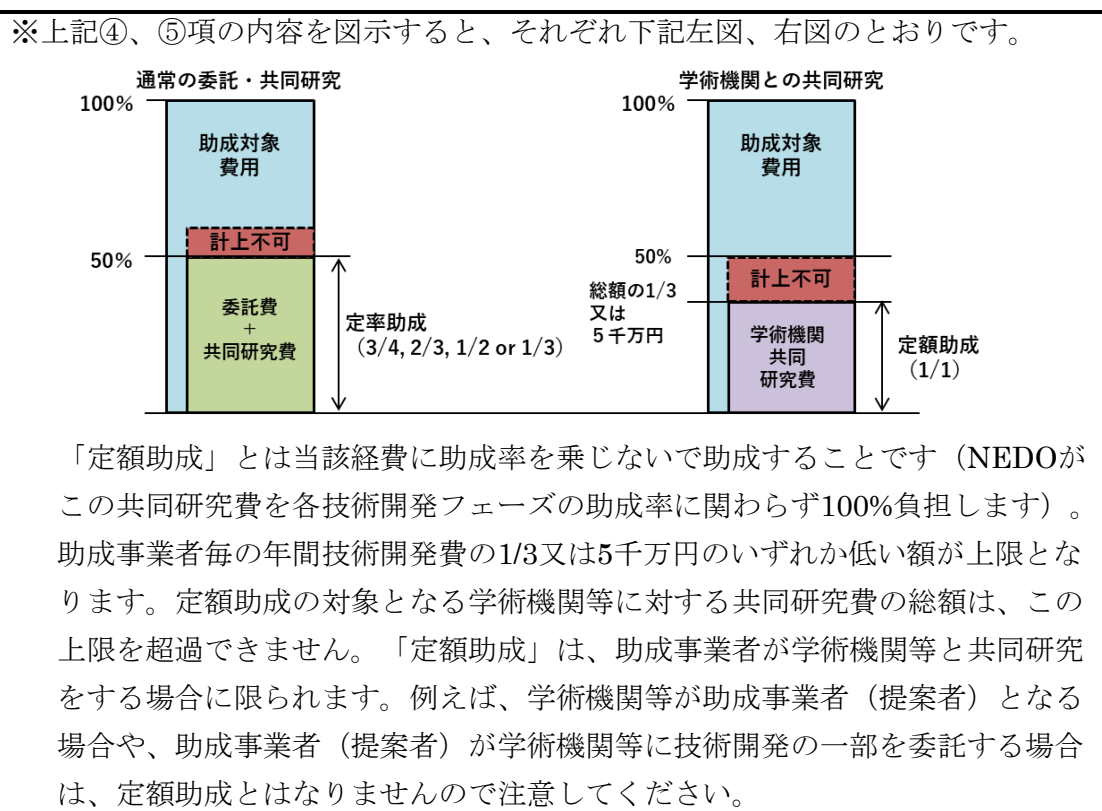 ※上記④、⑤項の内容を図示すると、それぞれ下記左図、右図のとおりです。
通常の委託・共同研究
100%
助成対象
費用
計上不可
50%
委託費
+
共同研究費
定率助成
（3/4, 2/3, 1/2 or 1/3）
学術機関との共同研究
100%
助成対象
費用
50%
計上不可
総額の1/3
又は
５千万円
学術機関
共同
研究費
定額助成
（1/1）
「定額助成」とは当該経費に助成率を乗じないで助成することです（NEDOが
この共同研究費を各技術開発フェーズの助成率に関わらず100%負担します）。
助成事業者毎の年間技術開発費の1/3又は5千万円のいずれか低い額が上限とな
ります。定額助成の対象となる学術機関等に対する共同研究費の総額は、この
上限を超過できません。「定額助成」は、助成事業者が学術機関等と共同研究
をする場合に限られます。例えば、学術機関等が助成事業者（提案者）となる
場合や、助成事業者（提案者）が学術機関等に技術開発の一部を委託する場合
は、定額助成とはなりませんので注意してください。